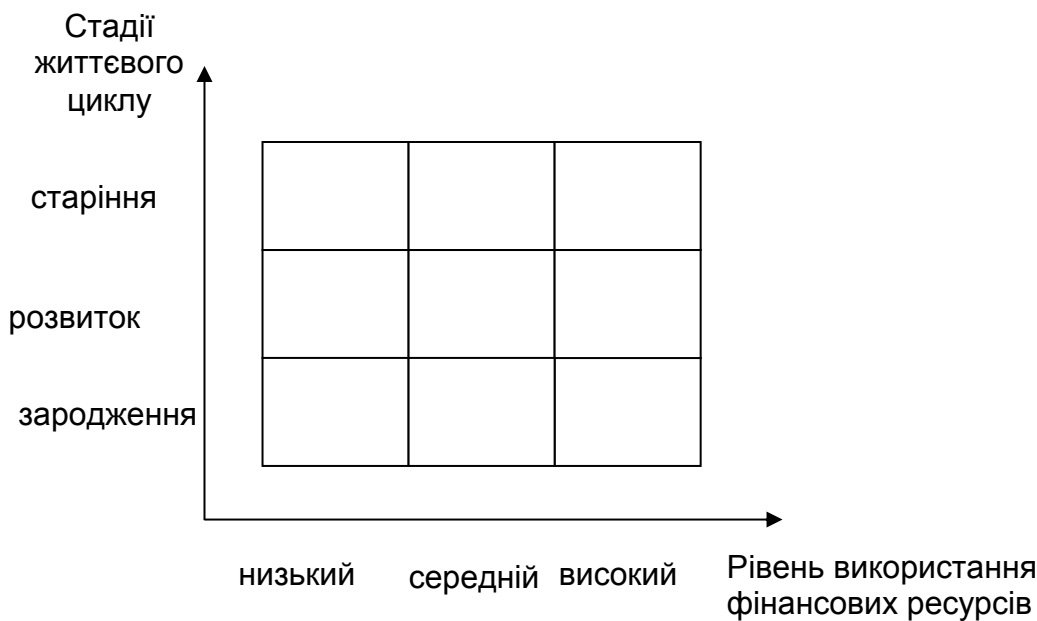 Стадії
життєвого
циклу
старіння
розвиток
зародження
низький середній високий
Рівень використання
фінансових ресурсів